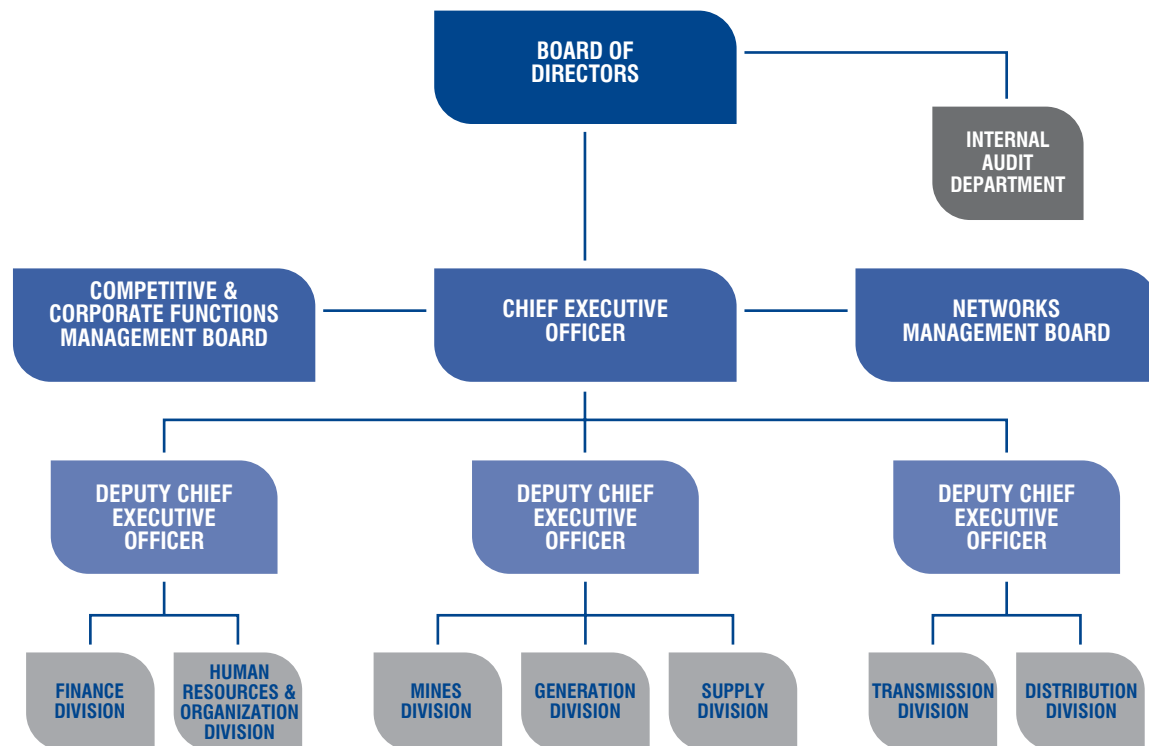 BOARD OF
DIRECTORS
INTERNAL
AUDIT
DEPARTMENT
COMPETITIVE &
CORPORATE FUNCTIONS
MANAGEMENT BOARD
CHIEF EXECUTIVE
OFFICER
NETWORKS
MANAGEMENT BOARD
DEPUTY CHIEF
EXECUTIVE
OFFICER
DEPUTY CHIEF
EXECUTIVE
OFFICER
DEPUTY CHIEF
EXECUTIVE
OFFICER
FINANCE
DIVISION
HUMAN
RESOURCES &
ORGANIZATION
DIVISION
MINES
DIVISION
GENERATION
DIVISION
SUPPLY
DIVISION
TRANSMISSION
DIVISION
DISTRIBUTION
DIVISION